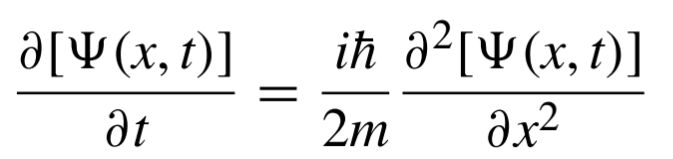 ∂[Ψ(x, t)]/∂t = iℏ/2m ∂²[Ψ(x, t)]/∂x²